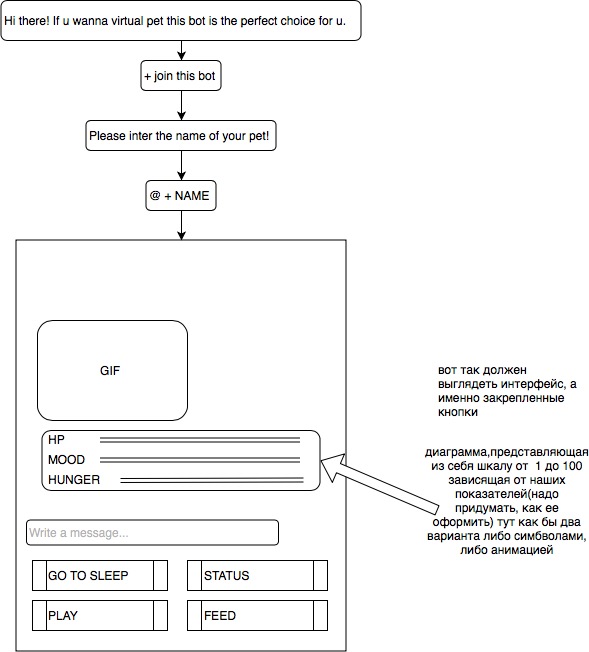 Hi there! If u wanna virtual pet this bot is the perfect choice for u.
+ join this bot
Please inter the name of your pet!
@ + NAME
GIF
HP
MOOD
HUNGER
Write a message...
GO TO SLEEP
STATUS
PLAY
FEED
вот так должен
выглядеть интерфейс, а
именно закрепленные
кнопки
диаграмма,представляющая
из себя шкалу от 1 до 100
зависящая от наших
показателей(надо
придумать, как ее
оформить) тут как бы два
варианта либо симбволами,
либо анимацией